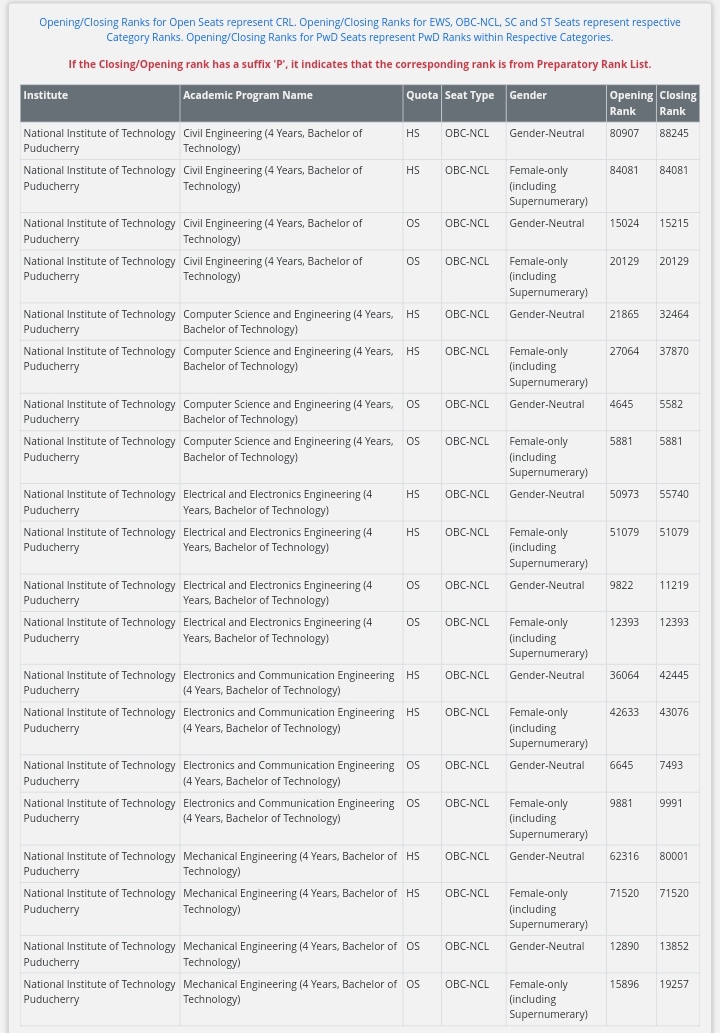 Opening/Closing Ranks for Open Seats represent CRL. Opening/Closing Ranks for EWS, OBC-NCL, SC and ST Seats represent respective
Category Ranks. Opening/Closing Ranks for PwD Seats represent PwD Ranks within Respective Categories.
If the Closing/Opening rank has a suffix 'P', it indicates that the corresponding rank is from Preparatory Rank List.
Institute Academic Program Name Quota Seat Type Gender Opening Closing
Rank Rank
National Institute of Technology Civil Engineering (4 Years, Bachelor of HS OBC-NCL Gender-Neutral 80907 88245
Puducherry Technology)
National Institute of Technology Civil Engineering (4 Years, Bachelor of HS OBC-NCL Female-only 84081 84081
Puducherry Technology) (including
Supernumerary)
National Institute of Technology Civil Engineering (4 Years, Bachelor of OS OBC-NCL Gender-Neutral 15024 15215
Puducherry Technology)
National Institute of Technology Civil Engineering (4 Years, Bachelor of OS OBC-NCL Female-only 20129 20129
Puducherry Technology) (including
Supernumerary)
National Institute of Technology Computer Science and Engineering (4 Years, HS OBC-NCL Gender-Neutral 21865 32464
Puducherry Bachelor of Technology)
National Institute of Technology Computer Science and Engineering (4 Years, HS OBC-NCL Female-only 27064 37870
Puducherry Bachelor of Technology) (including
Supernumerary)
National Institute of Technology Computer Science and Engineering (4 Years, OS OBC-NCL Gender-Neutral 4645 5582
Puducherry Bachelor of Technology)
National Institute of Technology Computer Science and Engineering (4 Years, OS OBC-NCL Female-only 5881 5881
Puducherry Bachelor of Technology) (including
Supernumerary)
National Institute of Technology Electrical and Electronics Engineering (4 HS OBC-NCL Gender-Neutral 50973 55740
Puducherry Years, Bachelor of Technology)
National Institute of Technology Electrical and Electronics Engineering (4 HS OBC-NCL Female-only 51079 51079
Puducherry Years, Bachelor of Technology) (including
Supernumerary)
National Institute of Technology Electrical and Electronics Engineering (4 OS OBC-NCL Gender-Neutral 9822 11219
Puducherry Years, Bachelor of Technology)
National Institute of Technology Electrical and Electronics Engineering (4 OS OBC-NCL Female-only 12393 12393
Puducherry Years, Bachelor of Technology) (including
Supernumerary)
National Institute of Technology Electronics and Communication Engineering HS OBC-NCL Gender-Neutral 36064 42445
Puducherry (4 Years, Bachelor of Technology)
National Institute of Technology Electronics and Communication Engineering HS OBC-NCL Female-only 42633 43076
Puducherry (4 Years, Bachelor of Technology) (including
Supernumerary)
National Institute of Technology Electronics and Communication Engineering OS OBC-NCL Gender-Neutral 6645 7493
Puducherry (4 Years, Bachelor of Technology)
National Institute of Technology Electronics and Communication Engineering OS OBC-NCL Female-only 9881 9991
Puducherry (4 Years, Bachelor of Technology) (including
Supernumerary)
National Institute of Technology Mechanical Engineering (4 Years, Bachelor of HS OBC-NCL Gender-Neutral 62316 80001
Puducherry Technology)
National Institute of Technology Mechanical Engineering (4 Years, Bachelor of HS OBC-NCL Female-only 71520 71520
Puducherry Technology) (including
Supernumerary)
National Institute of Technology Mechanical Engineering (4 Years, Bachelor of OS OBC-NCL Gender-Neutral 12890 13852
Puducherry Technology)
National Institute of Technology Mechanical Engineering (4 Years, Bachelor of OS OBC-NCL Female-only 15896 19257
Puducherry Technology) (including
Supernumerary)